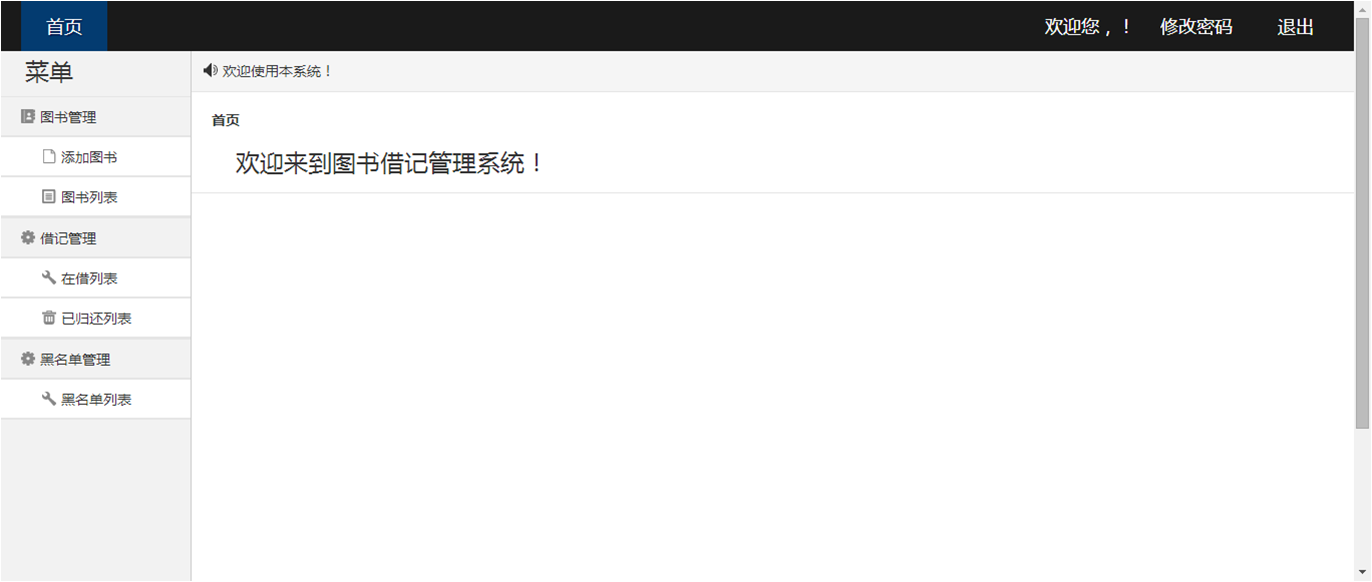 首页
欢迎您，！ 修改密码 退出
菜单
欢迎使用本系统！
图书管理
添加图书
图书列表
借记管理
在借列表
已归还列表
黑名单管理
黑名单列表
首页
欢迎来到图书借记管理系统！